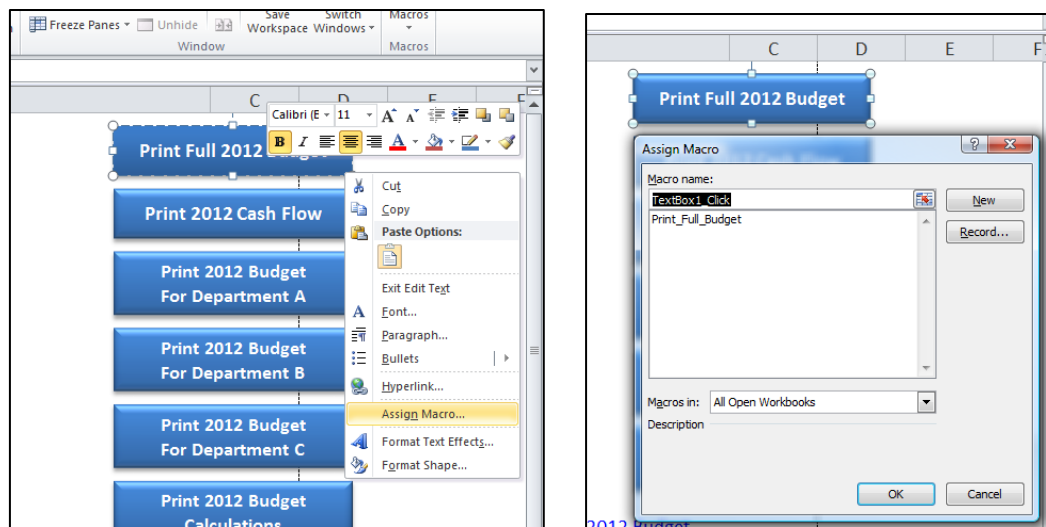 Save Switch Macros
Freeze Panes Unhide Workspace Windows
Window Macros
C D E F
Calibri (E 11 A A
B I A
Print Full 2012 Budget
Print 2012 Cash Flow
Print 2012 Budget
For Department A
Print 2012 Budget
For Department B
Print 2012 Budget
For Department C
Print 2012 Budget
Calculations
Cut
Copy
Paste Options:
Exit Edit Text
A Font...
Paragraph...
Bullets
Hyperlink...
Assign Macro...
Format Text Effects...
Format Shape...
C D E F
Print Full 2012 Budget
Assign Macro
Macro name:
TextBox1_Click
New
Print_Full_Budget
Record...
Macros in: All Open Workbooks
Description
OK Cancel
2012 Budget